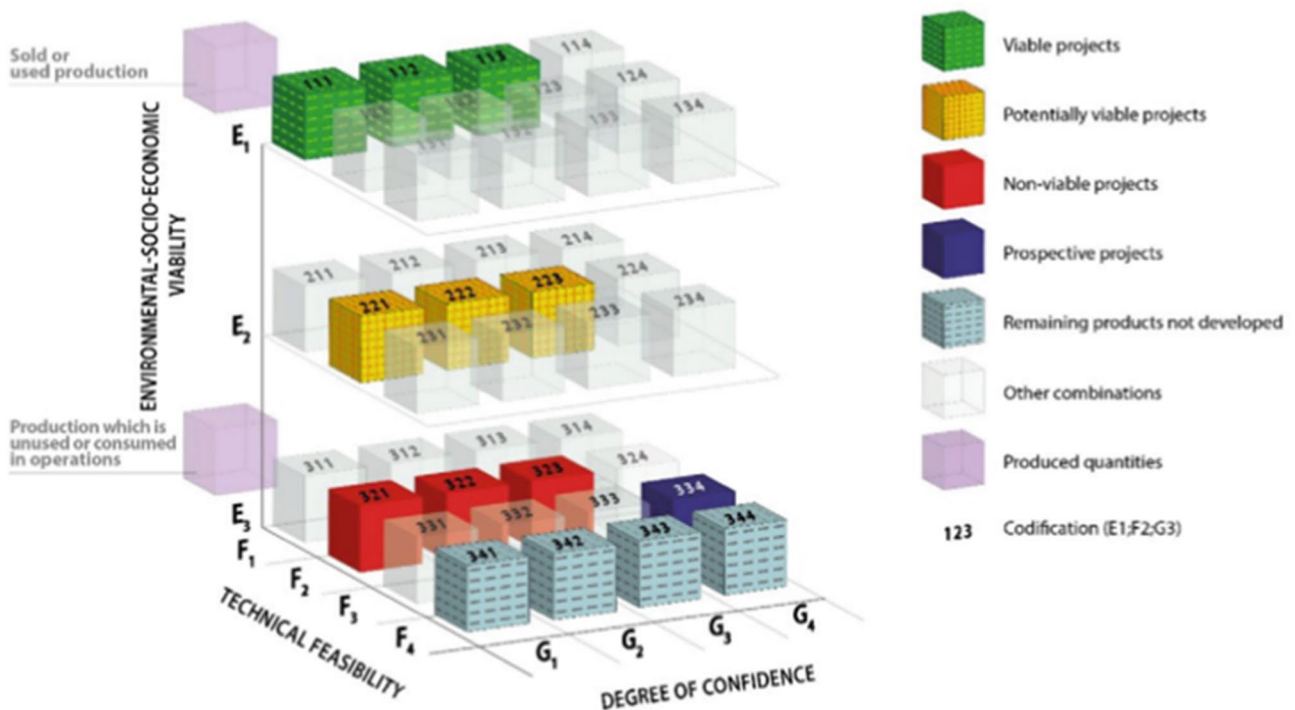 Sold or
used production
ENVIRONMENTAL-SOCIO-ECONOMIC
VIABILITY
Production which is
unused or consumed
in operations
E1
E2
E3
F1
F2
F3
F4
TECHNICAL FEASIBILITY
G1
G2
G3
G4
DEGREE OF CONFIDENCE
111
112
113
114
123
124
131
132
133
134
211
212
213
214
221
222
223
224
231
232
233
234
311
312
313
314
321
322
323
324
331
332
333
334
341
342
343
344
Viable projects
Potentially viable projects
Non-viable projects
Prospective projects
Remaining products not developed
Other combinations
Produced quantities
123 Codification (E1;F2;G3)